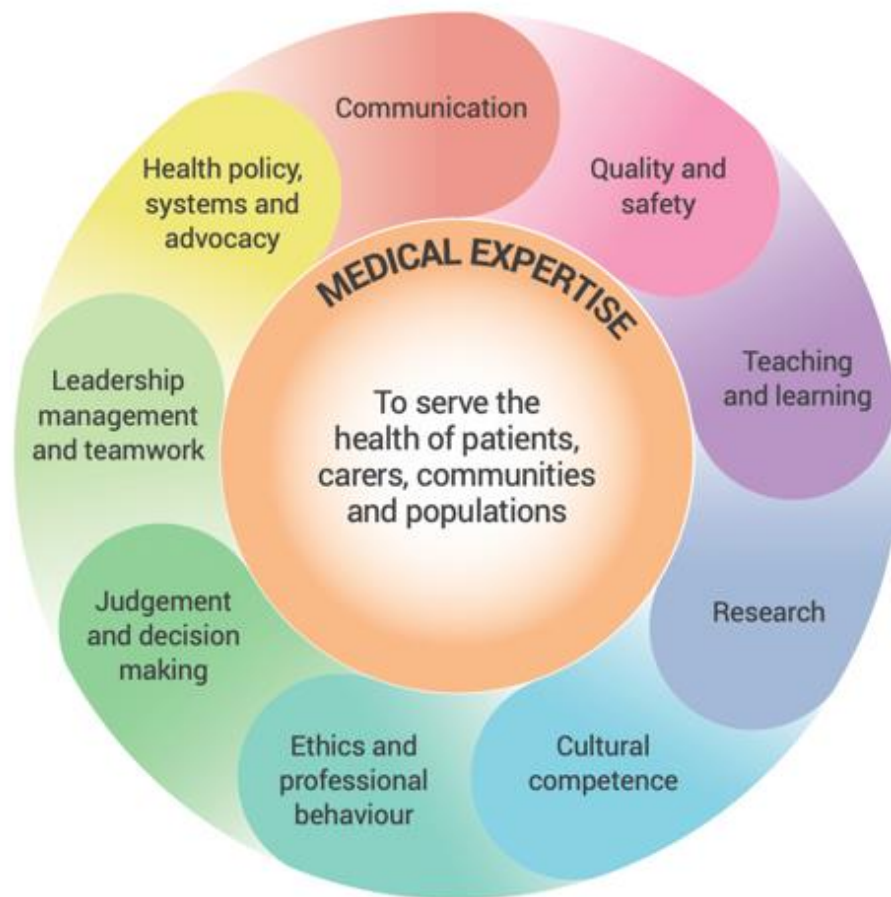 Communication
Quality and
safety
Teaching
and learning
Research
Cultural
competence
Ethics and
professional
behaviour
Judgement
and decision
making
Leadership
management
and teamwork
Health policy,
systems and
advocacy
MEDICAL EXPERTISE
To serve the
health of patients,
carers, communities
and populations